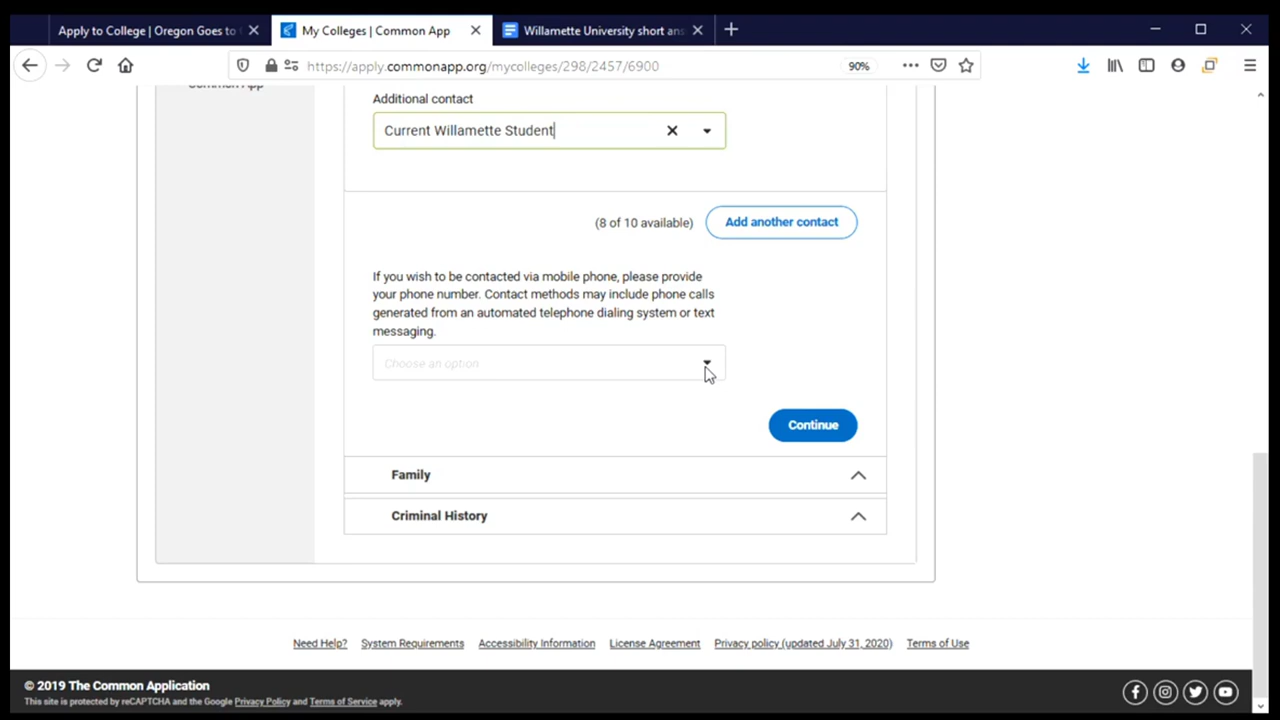 Apply to College | Oregon Goes to
My Colleges | Common App
Willamette University short ans
https://apply.commonapp.org/mycolleges/298/2457/6900
90%
Common App
Additional contact
Current Willamette Student
(8 of 10 available)
Add another contact
If you wish to be contacted via mobile phone, please provide
your phone number. Contact methods may include phone calls
generated from an automated telephone dialing system or text
messaging.
Choose an option
Continue
Family
Criminal History
Need Help?
System Requirements
Accessibility Information
License Agreement
Privacy policy (updated July 31, 2020)
Terms of Use
© 2019 The Common Application
This site is protected by reCAPTCHA and the Google Privacy Policy and Terms of Service apply.